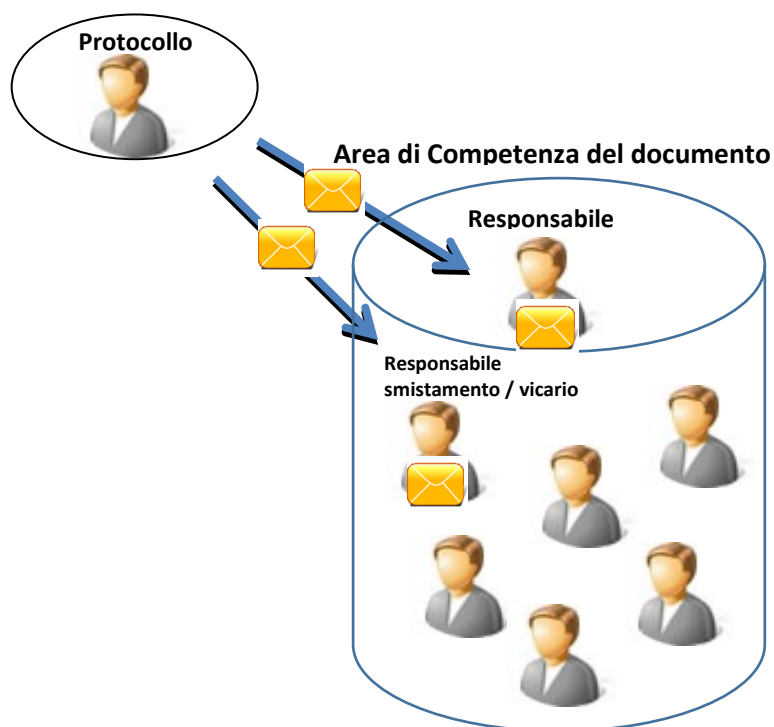 Protocollo
Area di Competenza del documento
Responsabile
Responsabile
smistamento / vicario